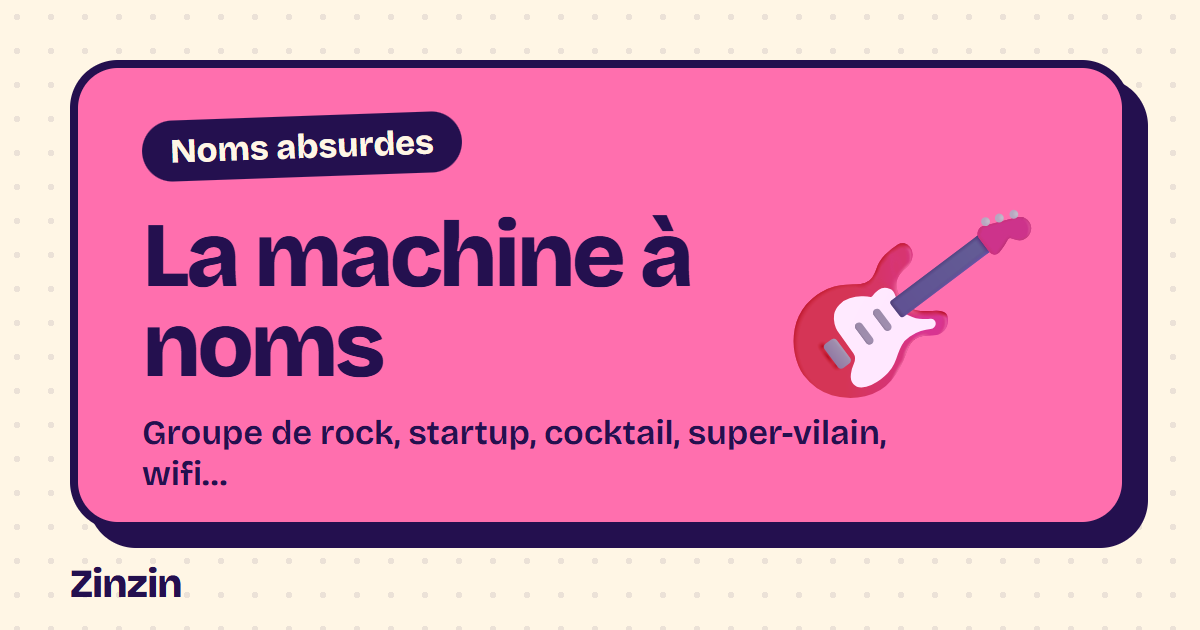 Noms absurdes
La machine à
noms
Groupe de rock, startup, cocktail, super-vilain,
wifi...
Zinzin